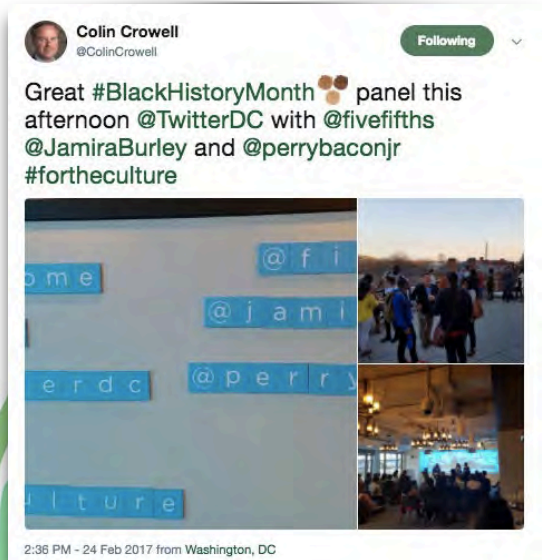 Colin Crowell
@ColinCrowell
Following
Great #BlackHistoryMonth panel this
afternoon @TwitterDC with @fivefifths
@JamiraBurley and @perrybaconjr
#fortheculture
@fi
ome
@jami
erdc
@perry
ulture
2:36 PM - 24 Feb 2017 from Washington, DC